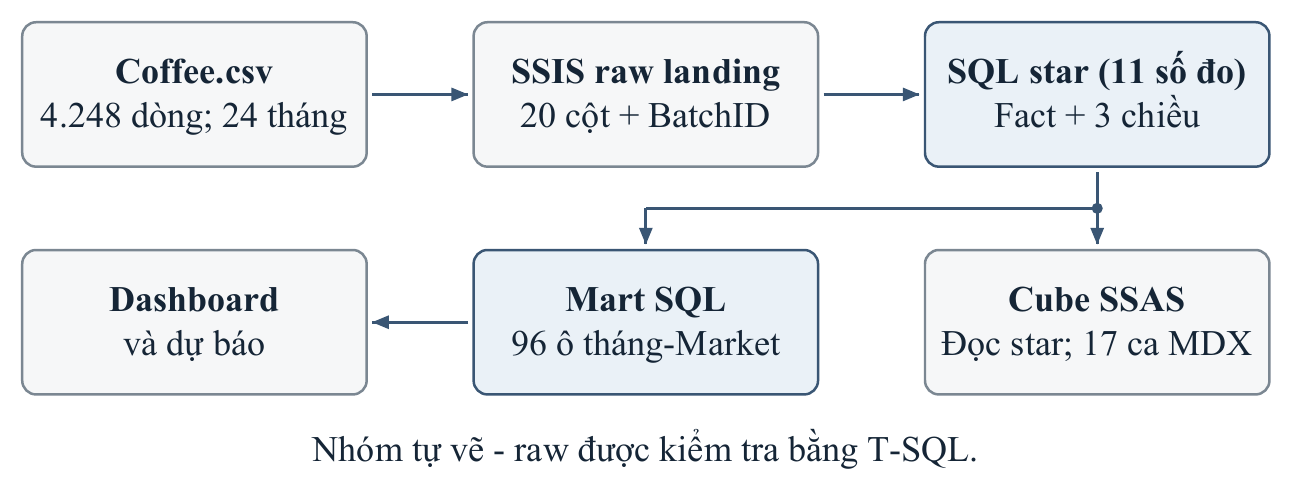 Coffee.csv
4.248 dòng; 24 tháng
SSIS raw landing
20 cột + BatchID
SQL star (11 số đo)
Fact + 3 chiều
Dashboard
và dự báo
Mart SQL
96 ô tháng-Market
Cube SSAS
Đọc star; 17 ca MDX
Nhóm tự vẽ - raw được kiểm tra bằng T-SQL.